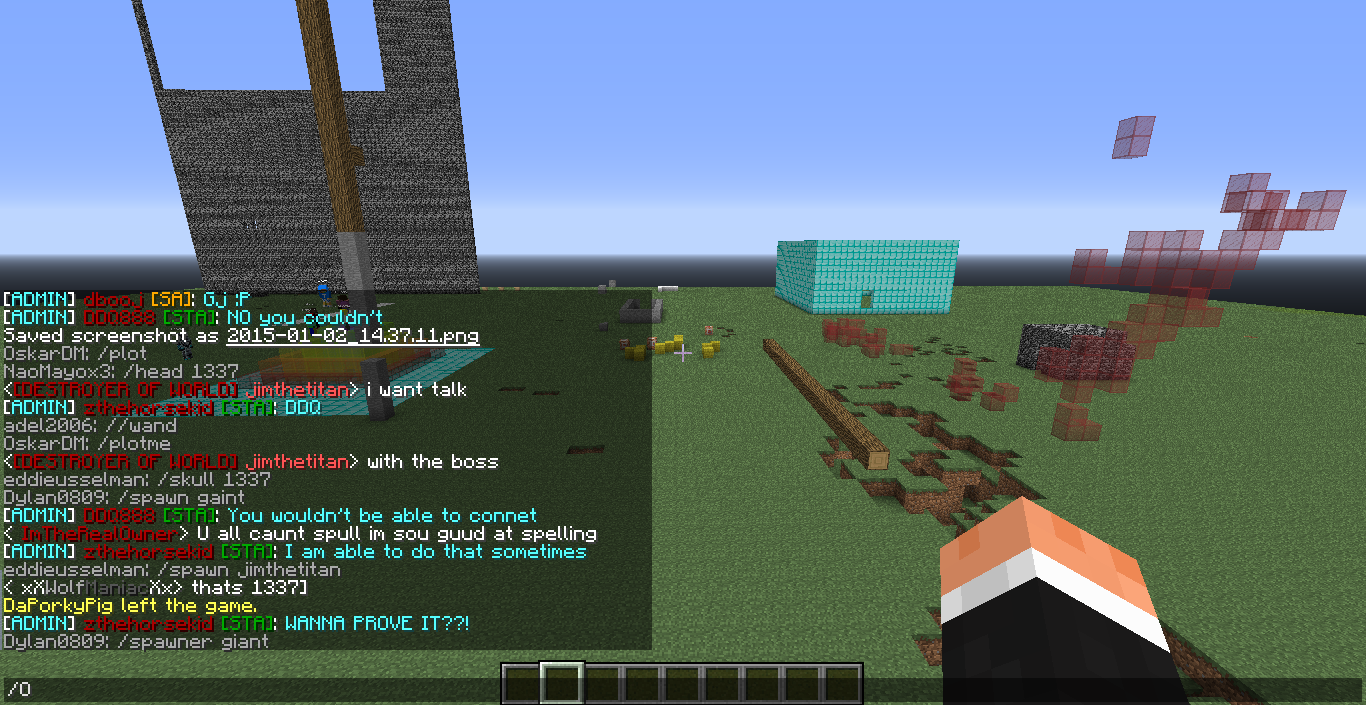 [ADMIN] dbooj [SA]: Gj :P
[ADMIN] DDO888 [STA]: NO you couldn't
Saved screenshot as 2015-01-02_14.37.11.png
OskarDM: /plot
NaoMayox3: /head 1337
<[DESTROYER OF WORLD] jimthetitan> i want talk
[ADMIN] zthehorsekid [STA]: DDO
adel2006: //wand
OskarDM: /plotme
<[DESTROYER OF WORLD] jimthetitan> with the boss
eddieusselman: /skull 1337
Dylan0809: /spawn gaint
[ADMIN] DDO888 [STA]: You wouldn't be able to connet
< ImTheRealOwner> U all caunt spull im sou guud at spelling
[ADMIN] zthehorsekid [STA]: I am able to do that sometimes
eddieusselman: /spawn jimthetitan
< xXWolfManiacXx> thats 1337]
DaPorkyPig left the game.
[ADMIN] zthehorsekid [STA]: WANNA PROVE IT??!
Dylan0809: /spawner giant
/O